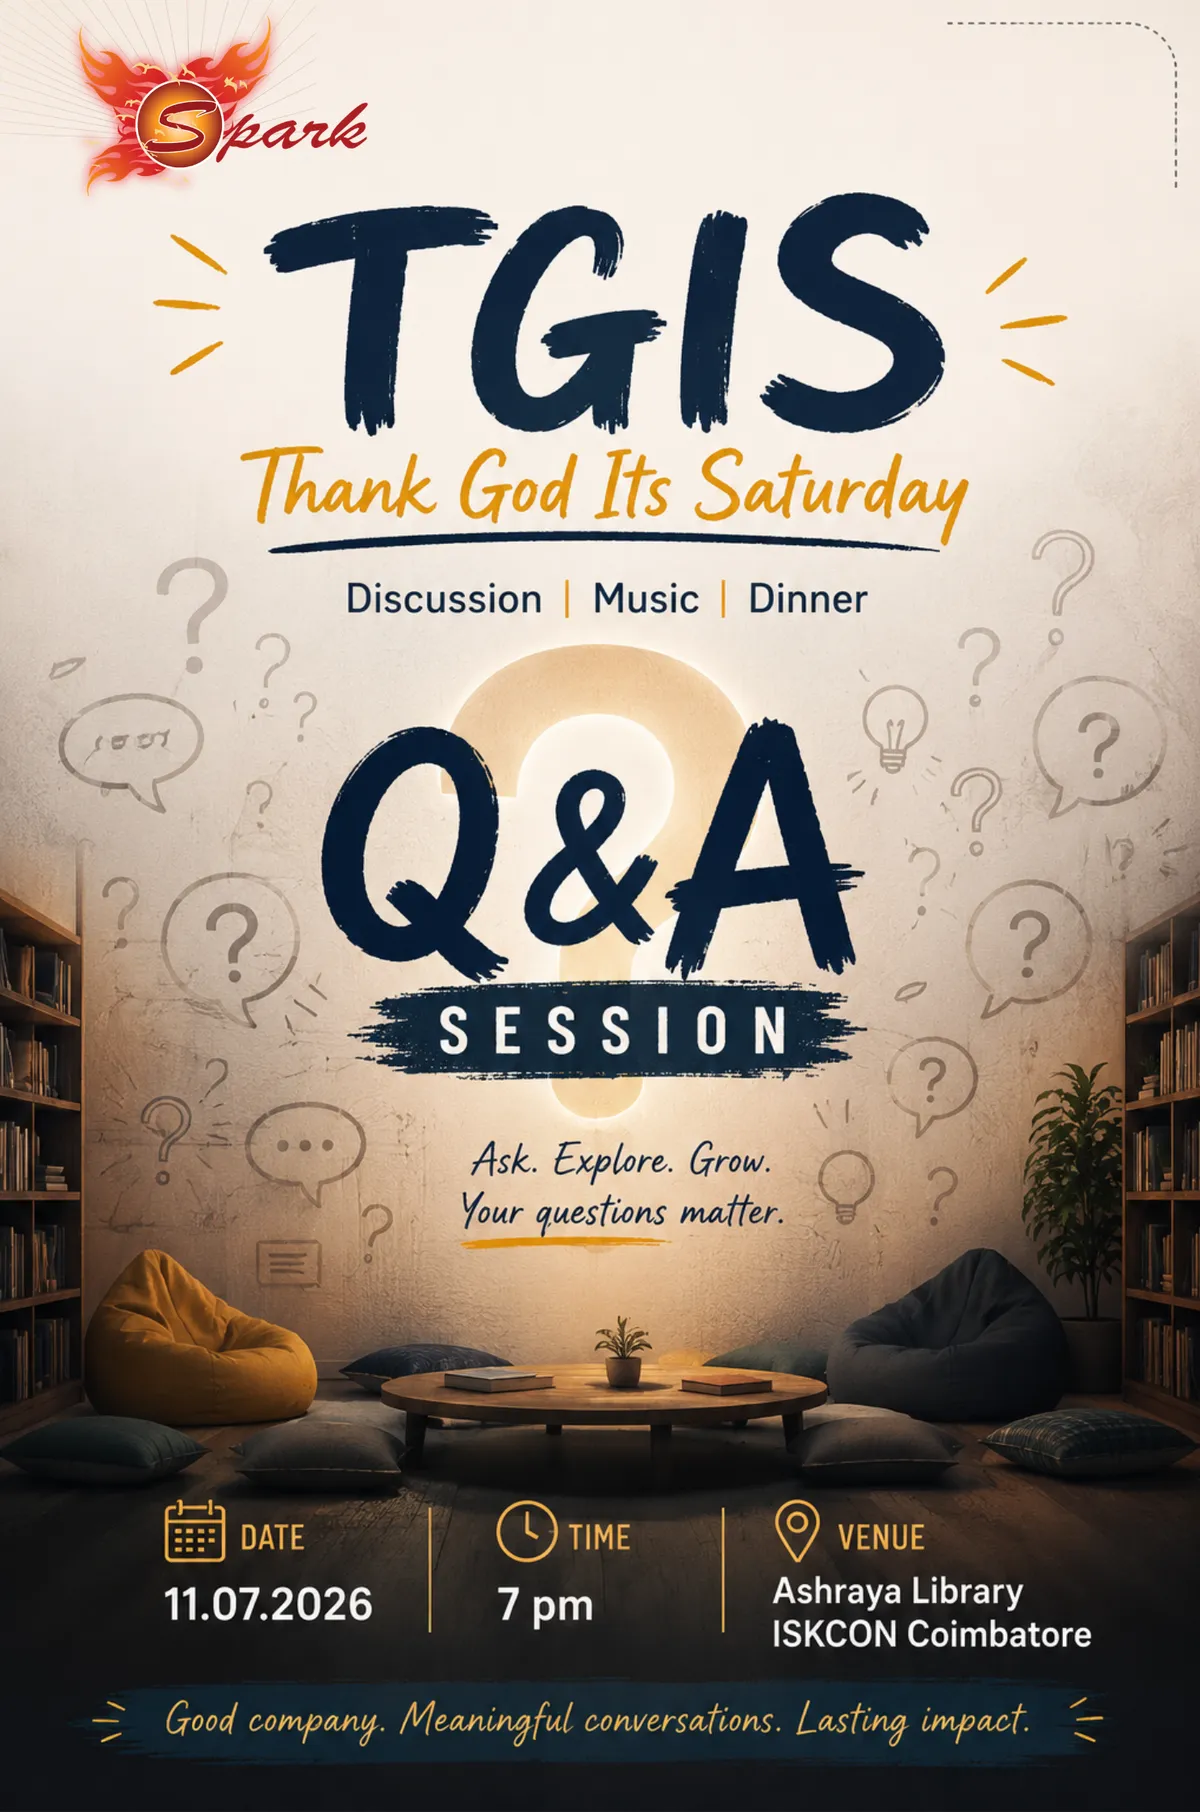 Spark
TGIS
Thank God Its Saturday
Discussion | Music | Dinner
Q&A
SESSION
Ask. Explore. Grow.
Your questions matter.
DATE
11.07.2026
TIME
7 pm
VENUE
Ashraya Library
ISKCON Coimbatore
Good company. Meaningful conversations. Lasting impact.